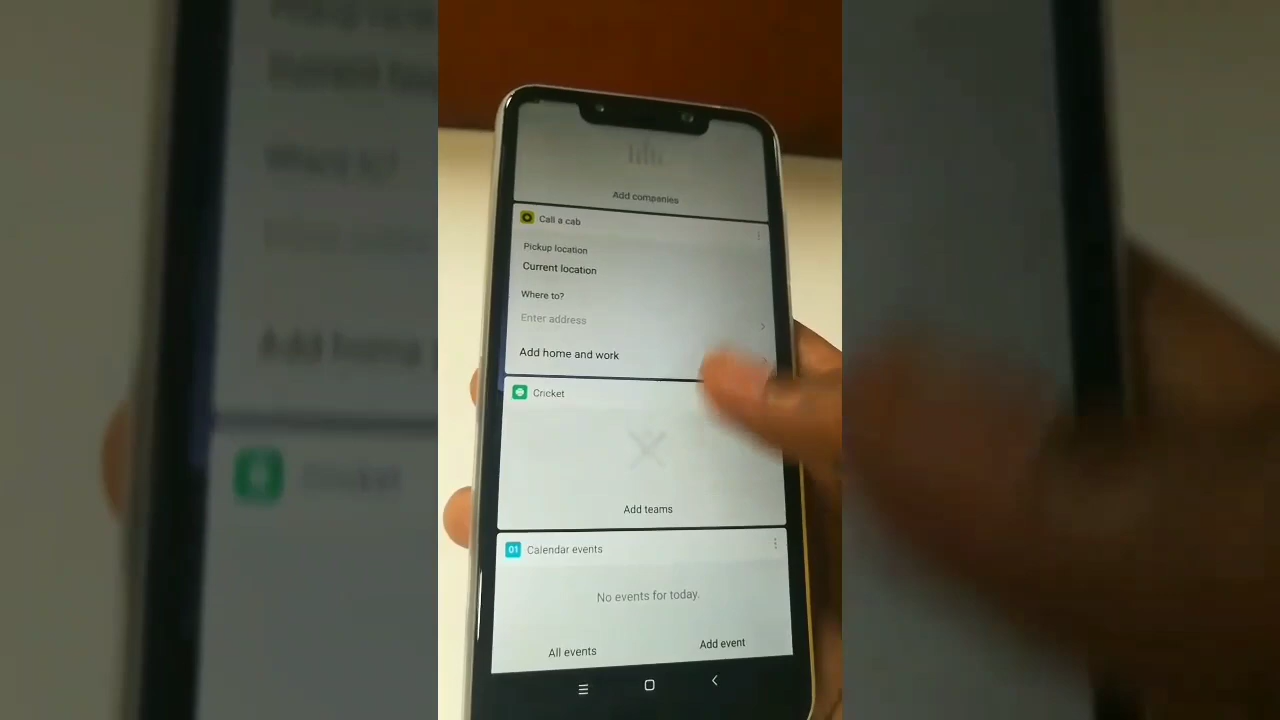 Add companies
Call a cab
Pickup location
Current location
Where to?
Enter address
Add home and work
Cricket
Add teams
01 Calendar events
No events for today.
All events
Add event